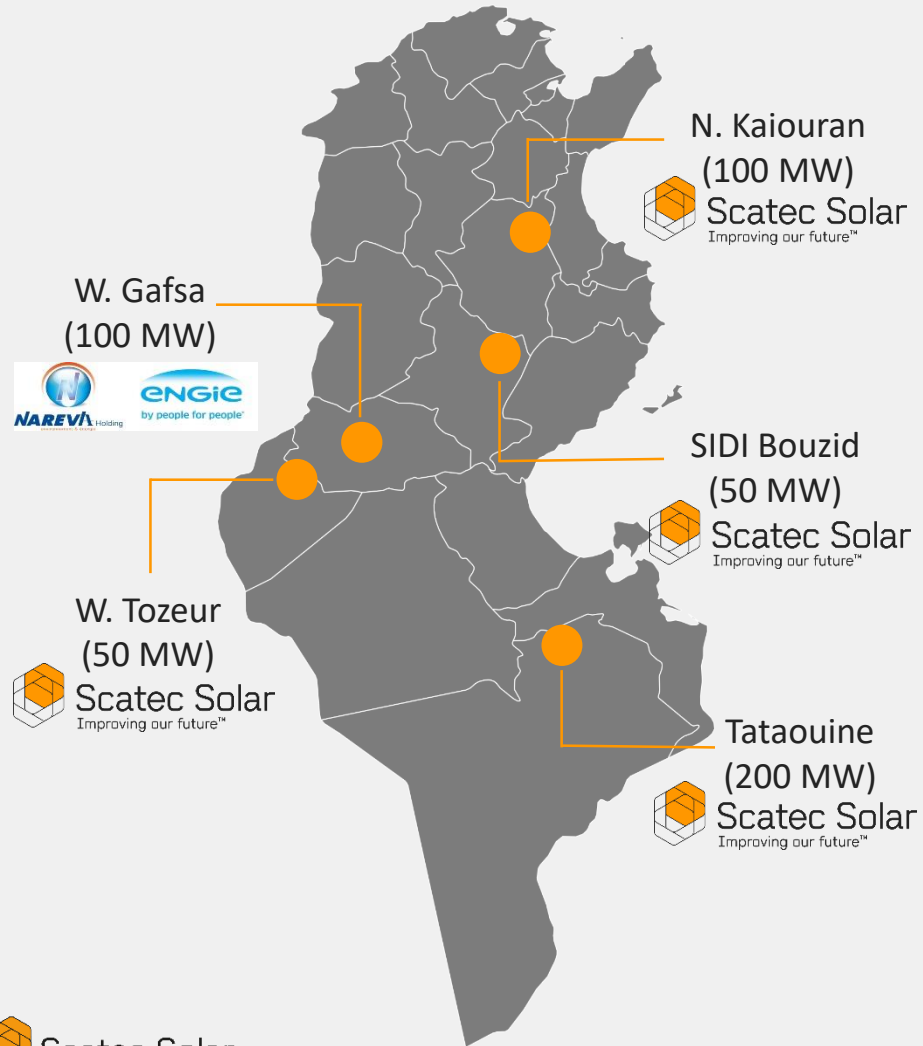 N. Kaiouran
(100 MW)
Scatec Solar
Improving our future™
W. Gafsa
(100 MW)
NAREVA Holding
ENGIE
by people for people
SIDI Bouzid
(50 MW)
Scatec Solar
Improving our future™
W. Tozeur
(50 MW)
Scatec Solar
Improving our future™
Tataouine
(200 MW)
Scatec Solar
Improving our future™
Scatec Solar